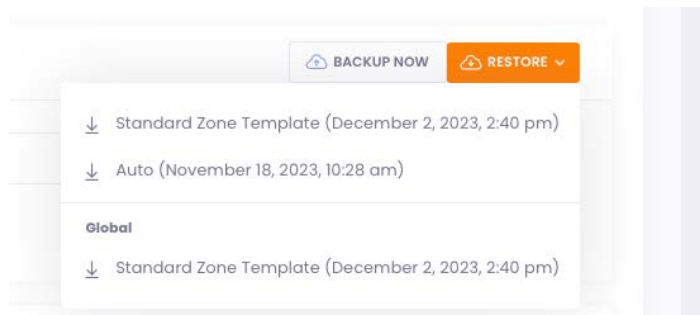 BACKUP NOW
RESTORE
Standard Zone Template (December 2, 2023, 2:40 pm)
Auto (November 18, 2023, 10:28 am)
Global
Standard Zone Template (December 2, 2023, 2:40 pm)